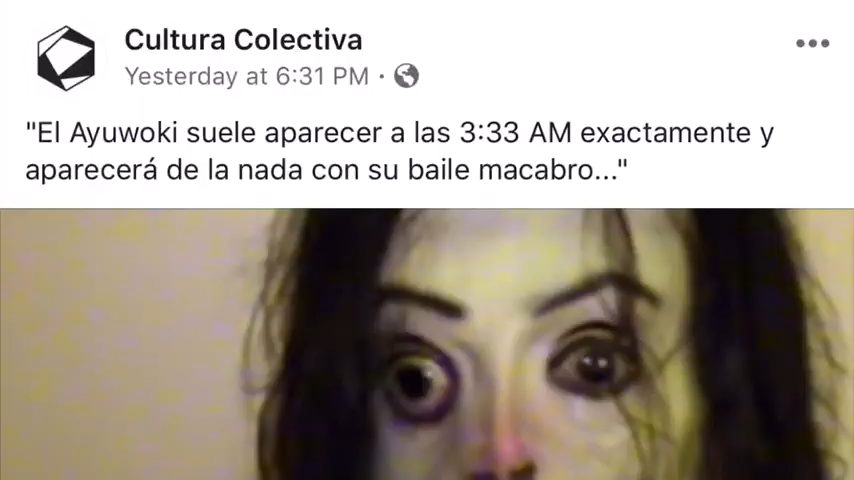 Cultura Colectiva
Yesterday at 6:31 PM ·
"El Ayuwoki suele aparecer a las 3:33 AM exactamente y
aparecerá de la nada con su baile macabro..."